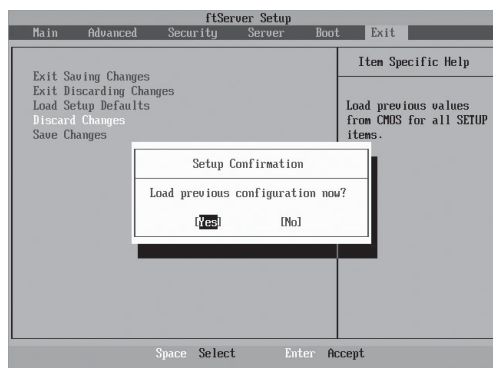 ftServer Setup
Main Advanced Security Server Boot Exit
Item Specific Help
Exit Saving Changes
Exit Discarding Changes
Load Setup Defaults
Discard Changes
Save Changes
Load previous values
from CMOS for all SETUP
items.
Setup Confirmation
Load previous configuration now?
[Yes] [No]
Space Select Enter Accept